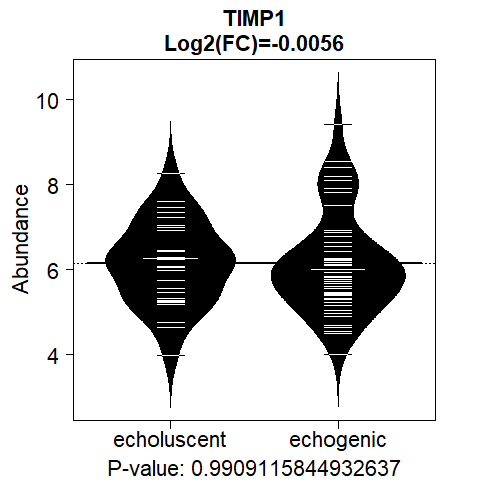 TIMP1
Log2(FC)=-0.0056
Abundance
10
8
6
4
echoluscent echogenic
P-value: 0.9909115844932637